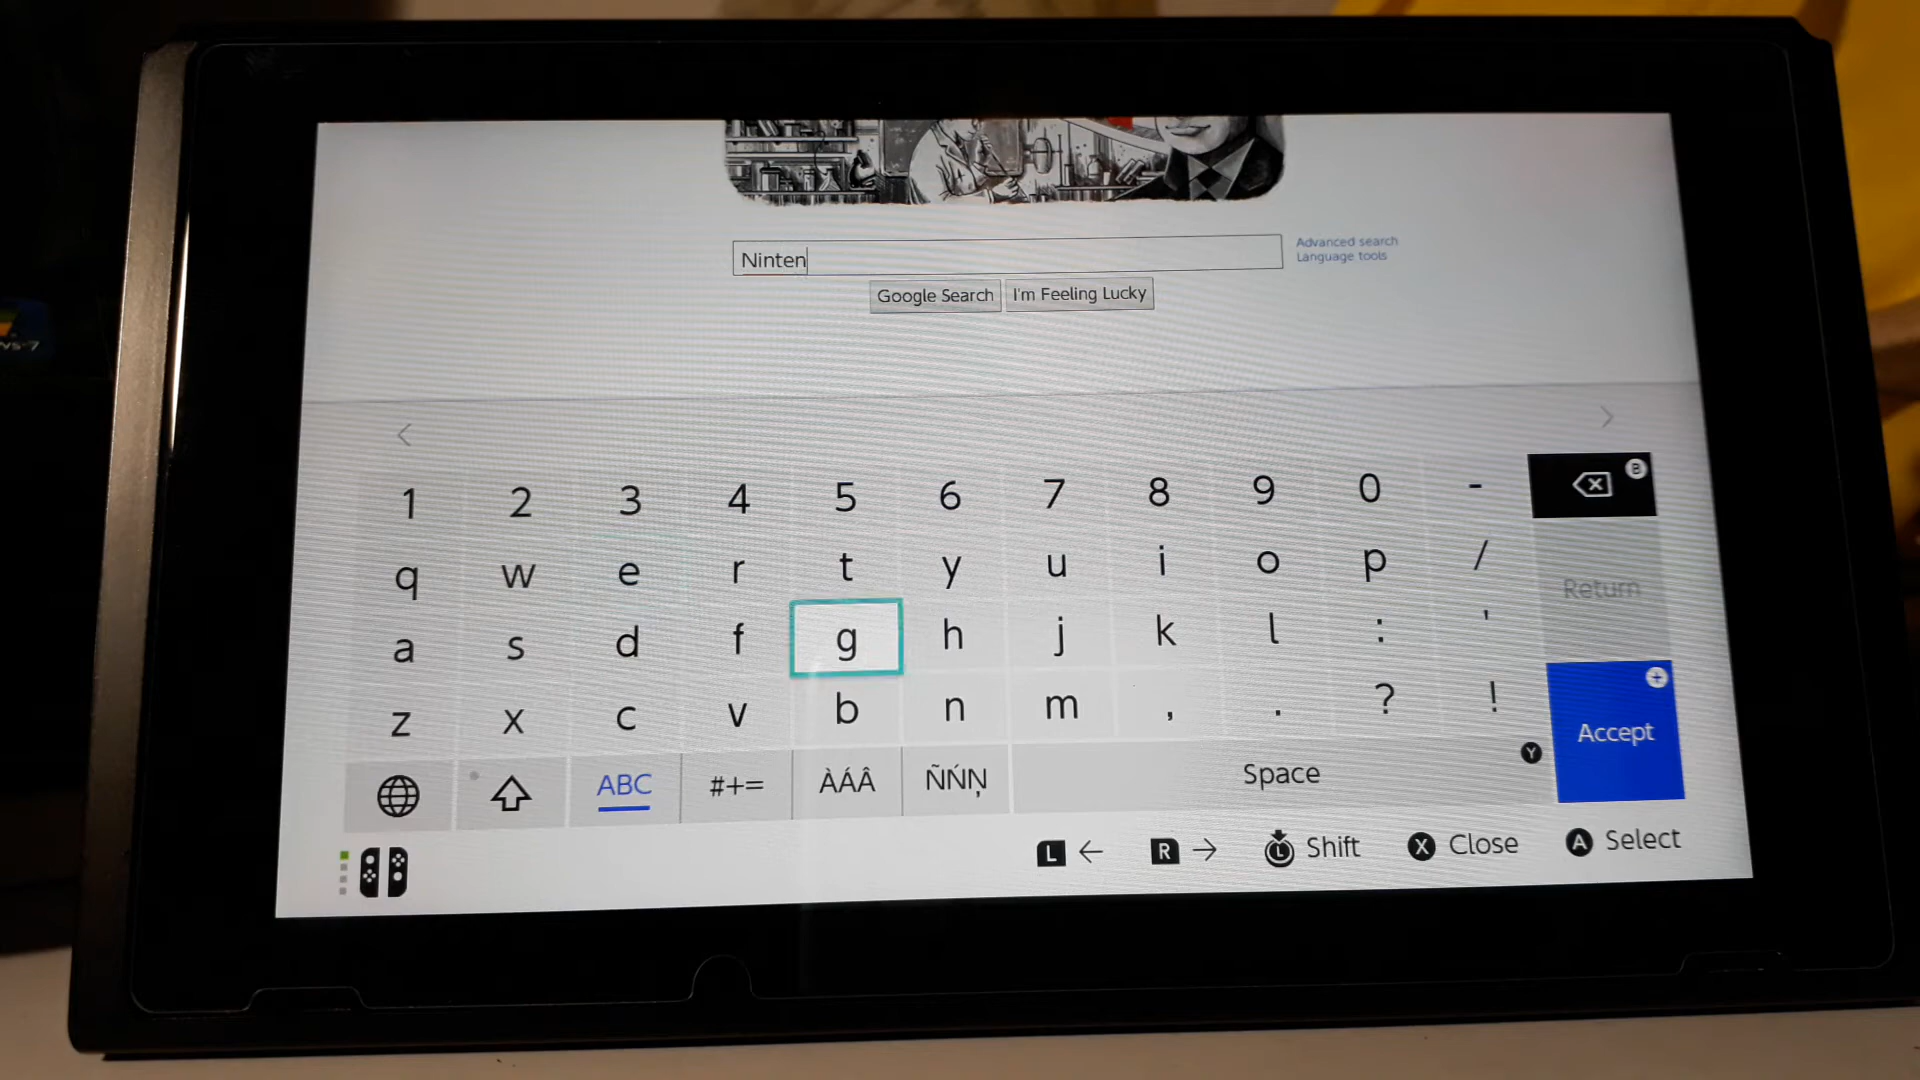 Ninten
Advanced search
Language tools
Google Search I'm Feeling Lucky
1 2 3 4 5 6 7 8 9 0 - B
q w e r t y u i o p / Return
a s d f g h j k l : '
z x c v b n m , . ? ! + Accept
ABC #+= ÀÁÂ ÑŃŅ Space Y
L ← R → L Shift X Close A Select